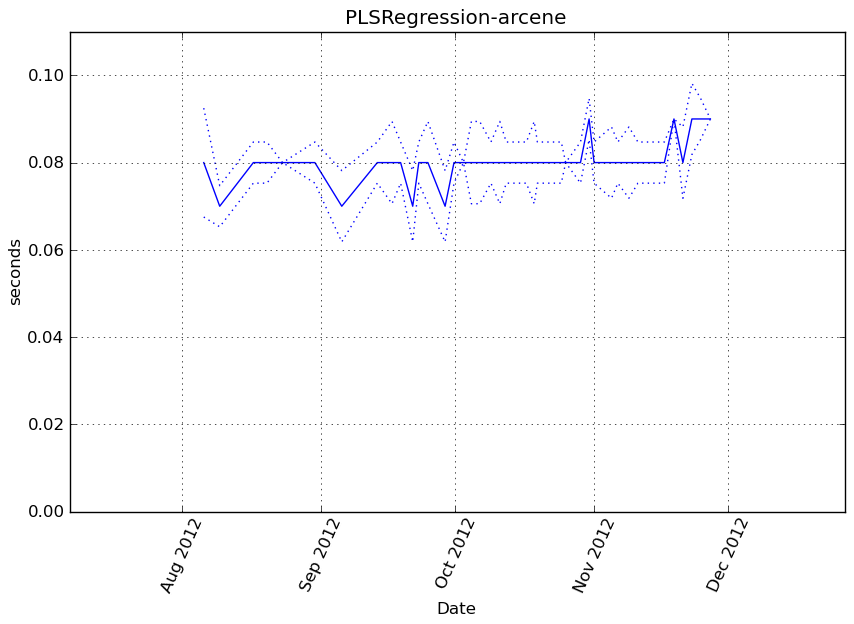 PLSRegression-arcene
0.10
0.08
0.06
0.04
0.02
0.00
seconds
Aug 2012
Sep 2012
Oct 2012
Nov 2012
Dec 2012
Date